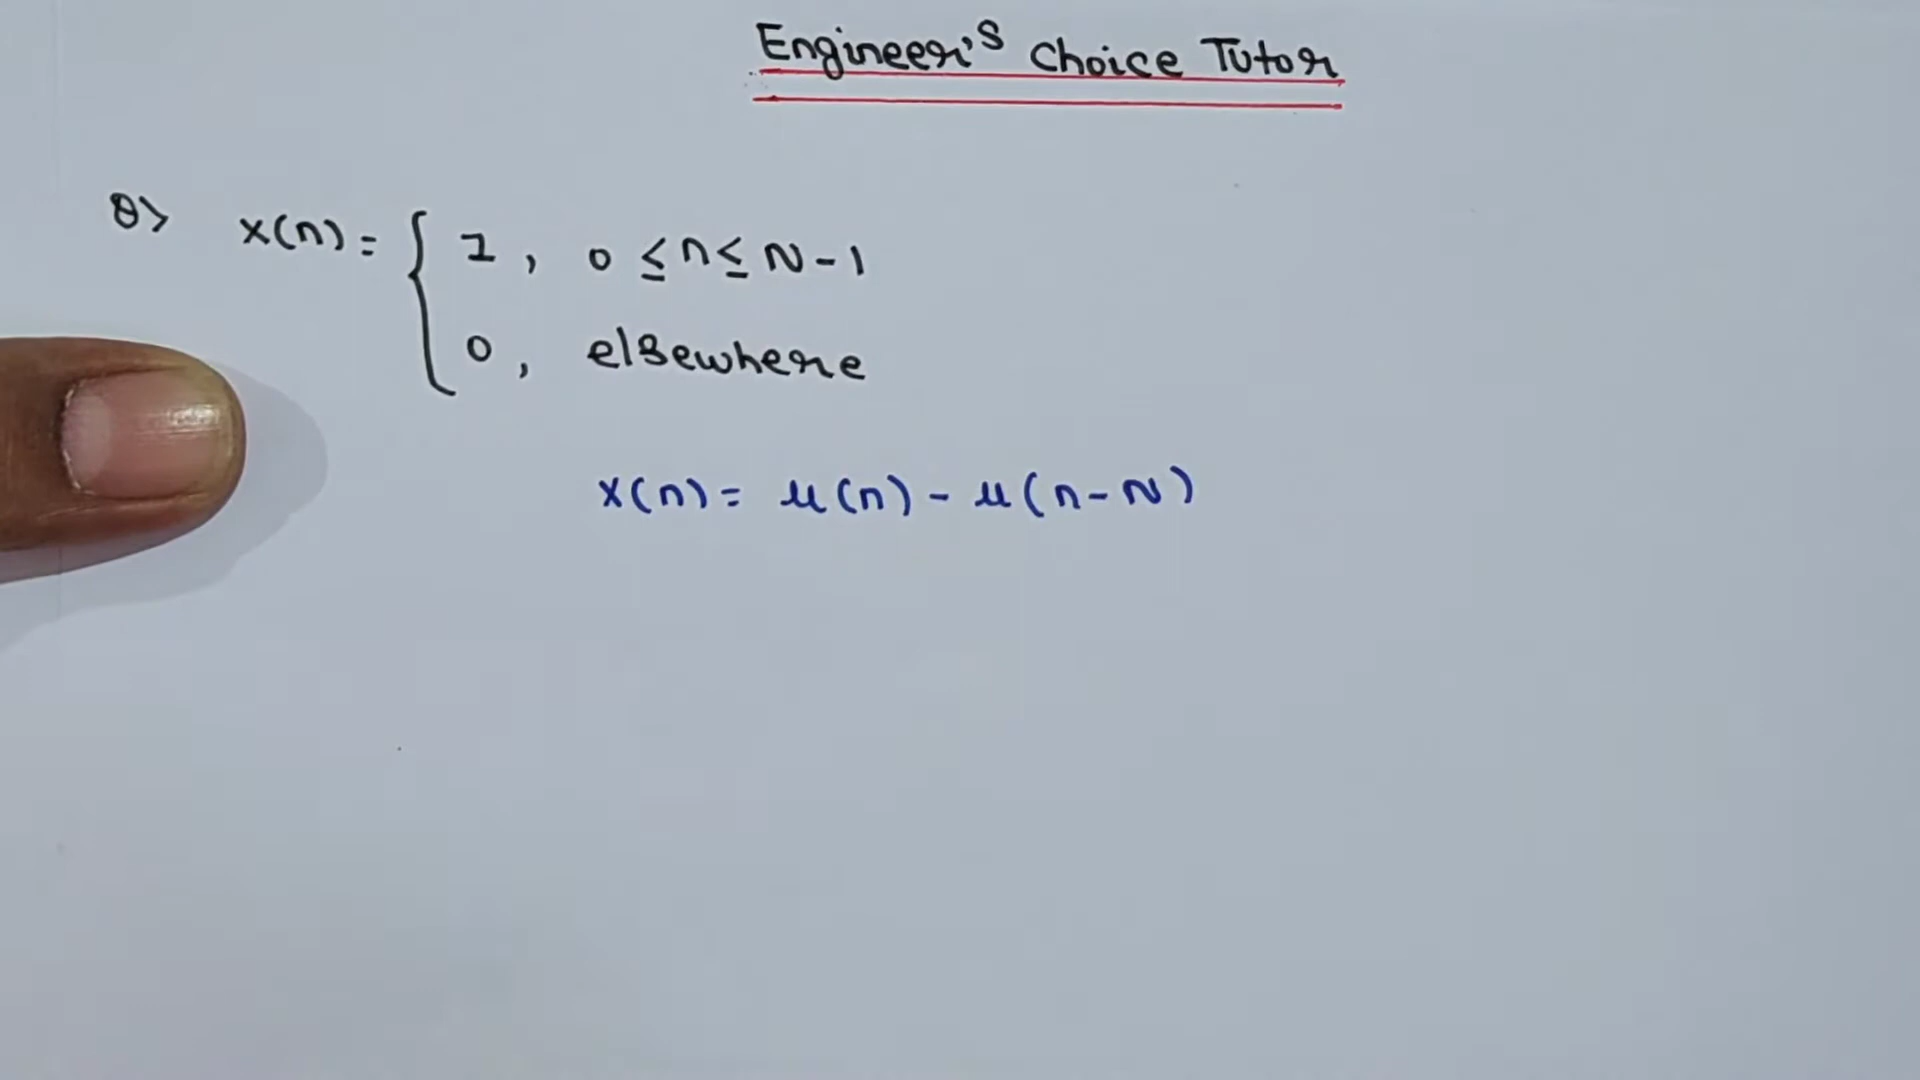 Engineer's Choice Tutor
Q> x(n) = { 1, 0 ≤ n ≤ N-1
0, elsewhere
x(n) = u(n) - u(n-N)